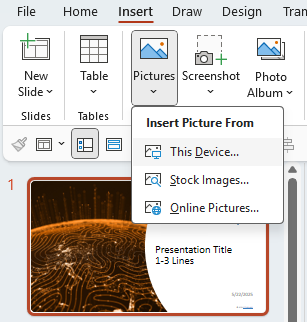 File Home Insert Draw Design
New
Slide
Table
Pictures
Screenshot
Photo
Album
Slides
Tables
Insert Picture From
This Device...
Stock Images...
Online Pictures...
1
Presentation Title
1-3 Lines